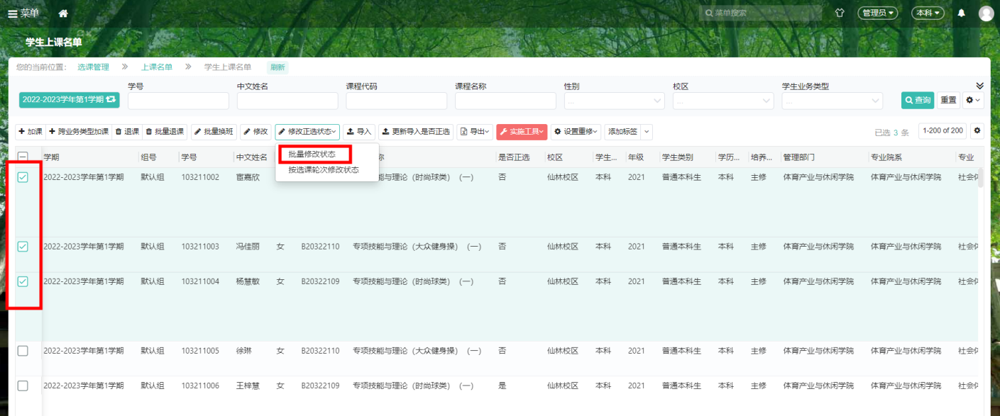 菜单 菜单搜索 管理员 本科
学生上课名单
您的当前位置： 选课管理 » 上课名单 » 学生上课名单 刷新
学号 中文姓名 课程代码 课程名称 性别 校区 学生业务类型
2022-2023学年第1学期 ... ... ... 查询 重置
加课 跨业务类型加课 退课 批量退课 批量换班 修改 修改正选状态 导入 更新导入是否正选 导出 实施工具 设置重修 添加标签 已选 3 条 1-200 of 200
批量修改状态
按选课轮次修改状态
学期 组号 学号 中文姓名 称 是否正选 校区 学生... 年级 学生类别 学历... 培养... 管理部门 专业院系 专业
2022-2023学年第1学期 默认组 103211002 雷嘉欣 能与理论（时尚球类）（一） 否 仙林校区 本科 2021 普通本科生 本科 主修 体育产业与休闲学院 体育产业与休闲学院 社会体
2022-2023学年第1学期 默认组 103211003 冯佳丽 女 B20322110 专项技能与理论（大众健身操）（一） 否 仙林校区 本科 2021 普通本科生 本科 主修 体育产业与休闲学院 体育产业与休闲学院 社会体
2022-2023学年第1学期 默认组 103211004 杨慧敏 女 B20322109 专项技能与理论（时尚球类）（一） 否 仙林校区 本科 2021 普通本科生 本科 主修 体育产业与休闲学院 体育产业与休闲学院 社会体
2022-2023学年第1学期 默认组 103211005 徐琳 女 B20322110 专项技能与理论（大众健身操）（一） 否 仙林校区 本科 2021 普通本科生 本科 主修 体育产业与休闲学院 体育产业与休闲学院 社会体
2022-2023学年第1学期 默认组 103211006 王梓慧 女 B20322109 专项技能与理论（时尚球类）（一） 是 仙林校区 本科 2021 普通本科生 本科 主修 体育产业与休闲学院 体育产业与休闲学院 社会体